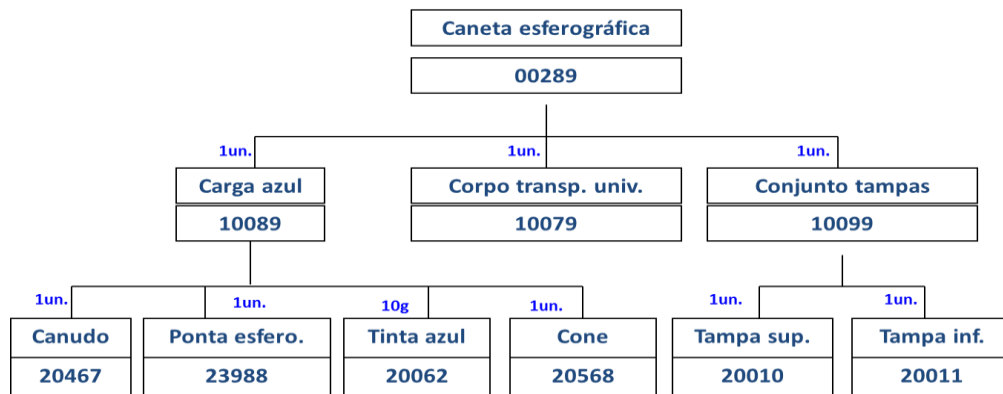 Caneta esferográfica
00289
1un. 1un. 1un.
Carga azul Corpo transp. univ. Conjunto tampas
10089 10079 10099
1un. 1un. 10g 1un. 1un. 1un.
Canudo Ponta esfero. Tinta azul Cone Tampa sup. Tampa inf.
20467 23988 20062 20568 20010 20011